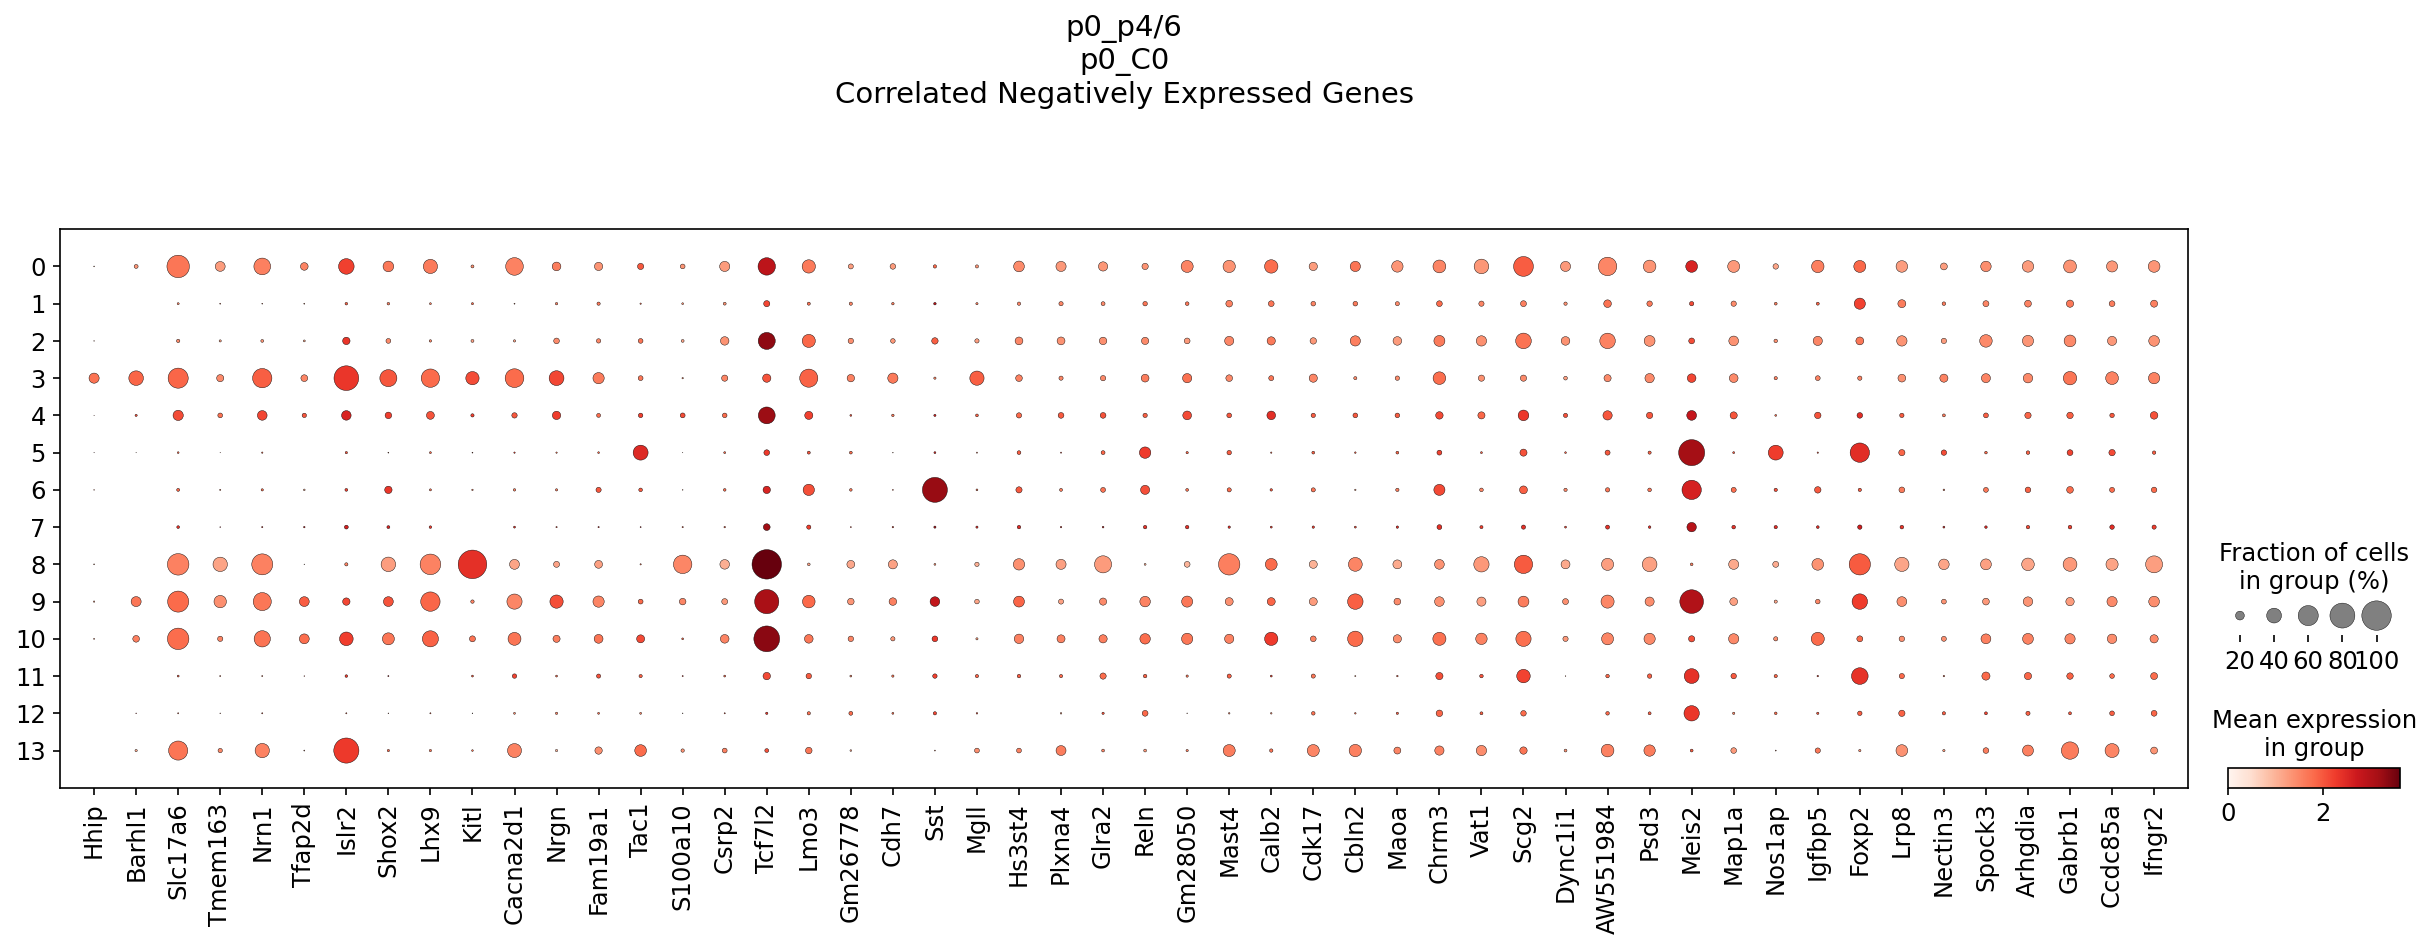 p0_p4/6
p0_C0
Correlated Negatively Expressed Genes
0
1
2
3
4
5
6
7
8
9
10
11
12
13
Hhip
Barhl1
Slc17a6
Tmem163
Nrn1
Tfap2d
Islr2
Shox2
Lhx9
Kitl
Cacna2d1
Nrgn
Fam19a1
Tac1
S100a10
Csrp2
Tcf7l2
Lmo3
Gm26778
Cdh7
Sst
Mgll
Hs3st4
Plxna4
Glra2
Reln
Gm28050
Mast4
Calb2
Cdk17
Cbln2
Maoa
Chrm3
Vat1
Scg2
Dync1i1
AW551984
Psd3
Meis2
Map1a
Nos1ap
Igfbp5
Foxp2
Lrp8
Nectin3
Spock3
Arhgdia
Gabrb1
Ccdc85a
Ifngr2
Fraction of cells
in group (%)
20 40 60 80 100
Mean expression
in group
0 2